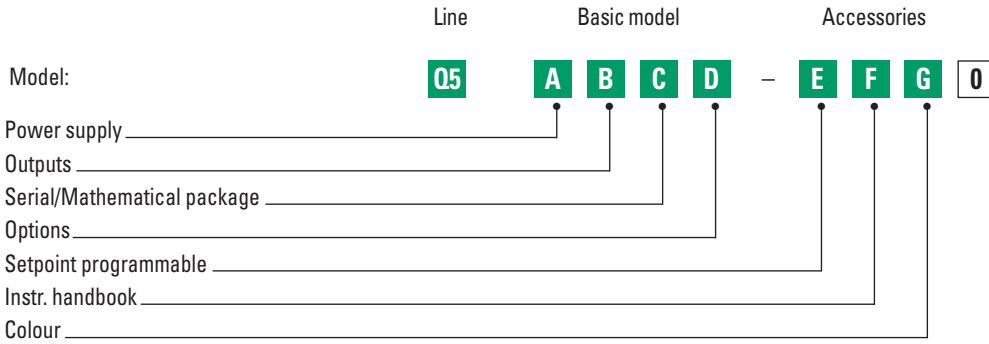 Line Basic model Accessories
Model: Q5 A B C D – E F G 0
Power supply
Outputs
Serial/Mathematical package
Options
Setpoint programmable
Instr. handbook
Colour